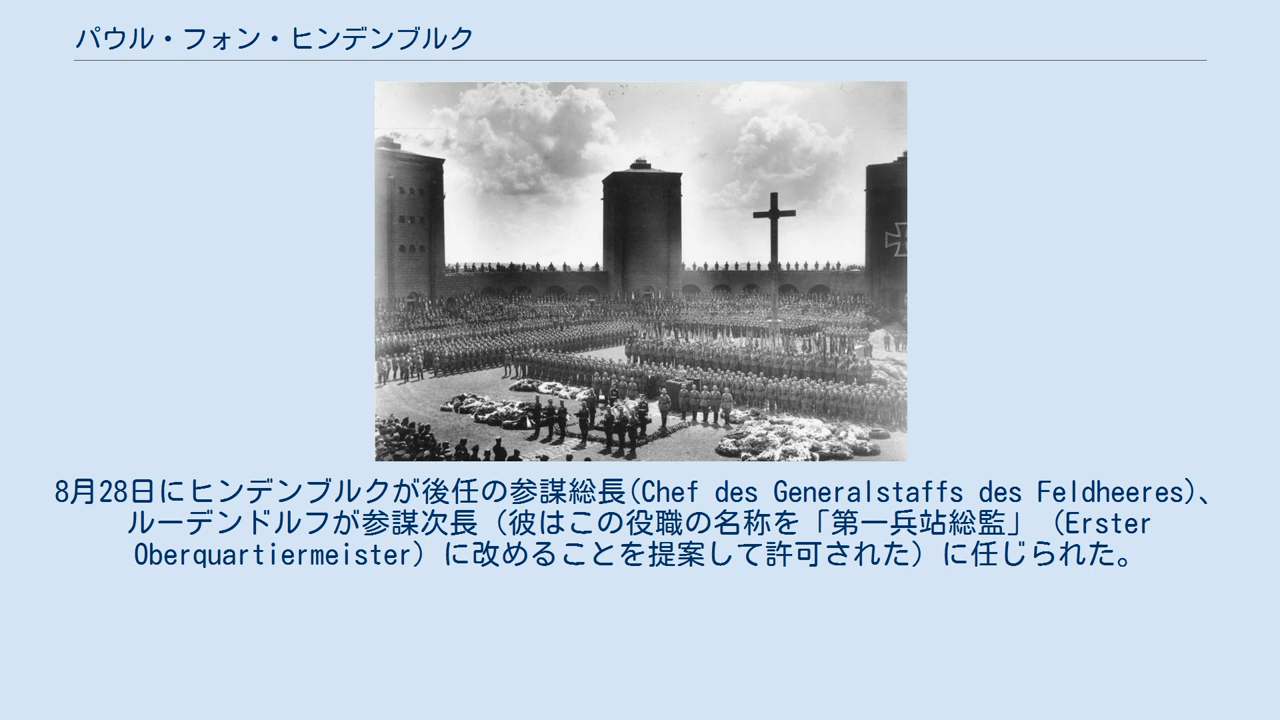 パウル・フォン・ヒンデンブルク
8月28日にヒンデンブルクが後任の参謀総長(Chef des Generalstaffs des Feldheeres)、
ルーデンドルフが参謀次長（彼はこの役職の名称を「第一兵站総監」（Erster
Oberquartiermeister）に改めることを提案して許可された）に任じられた。